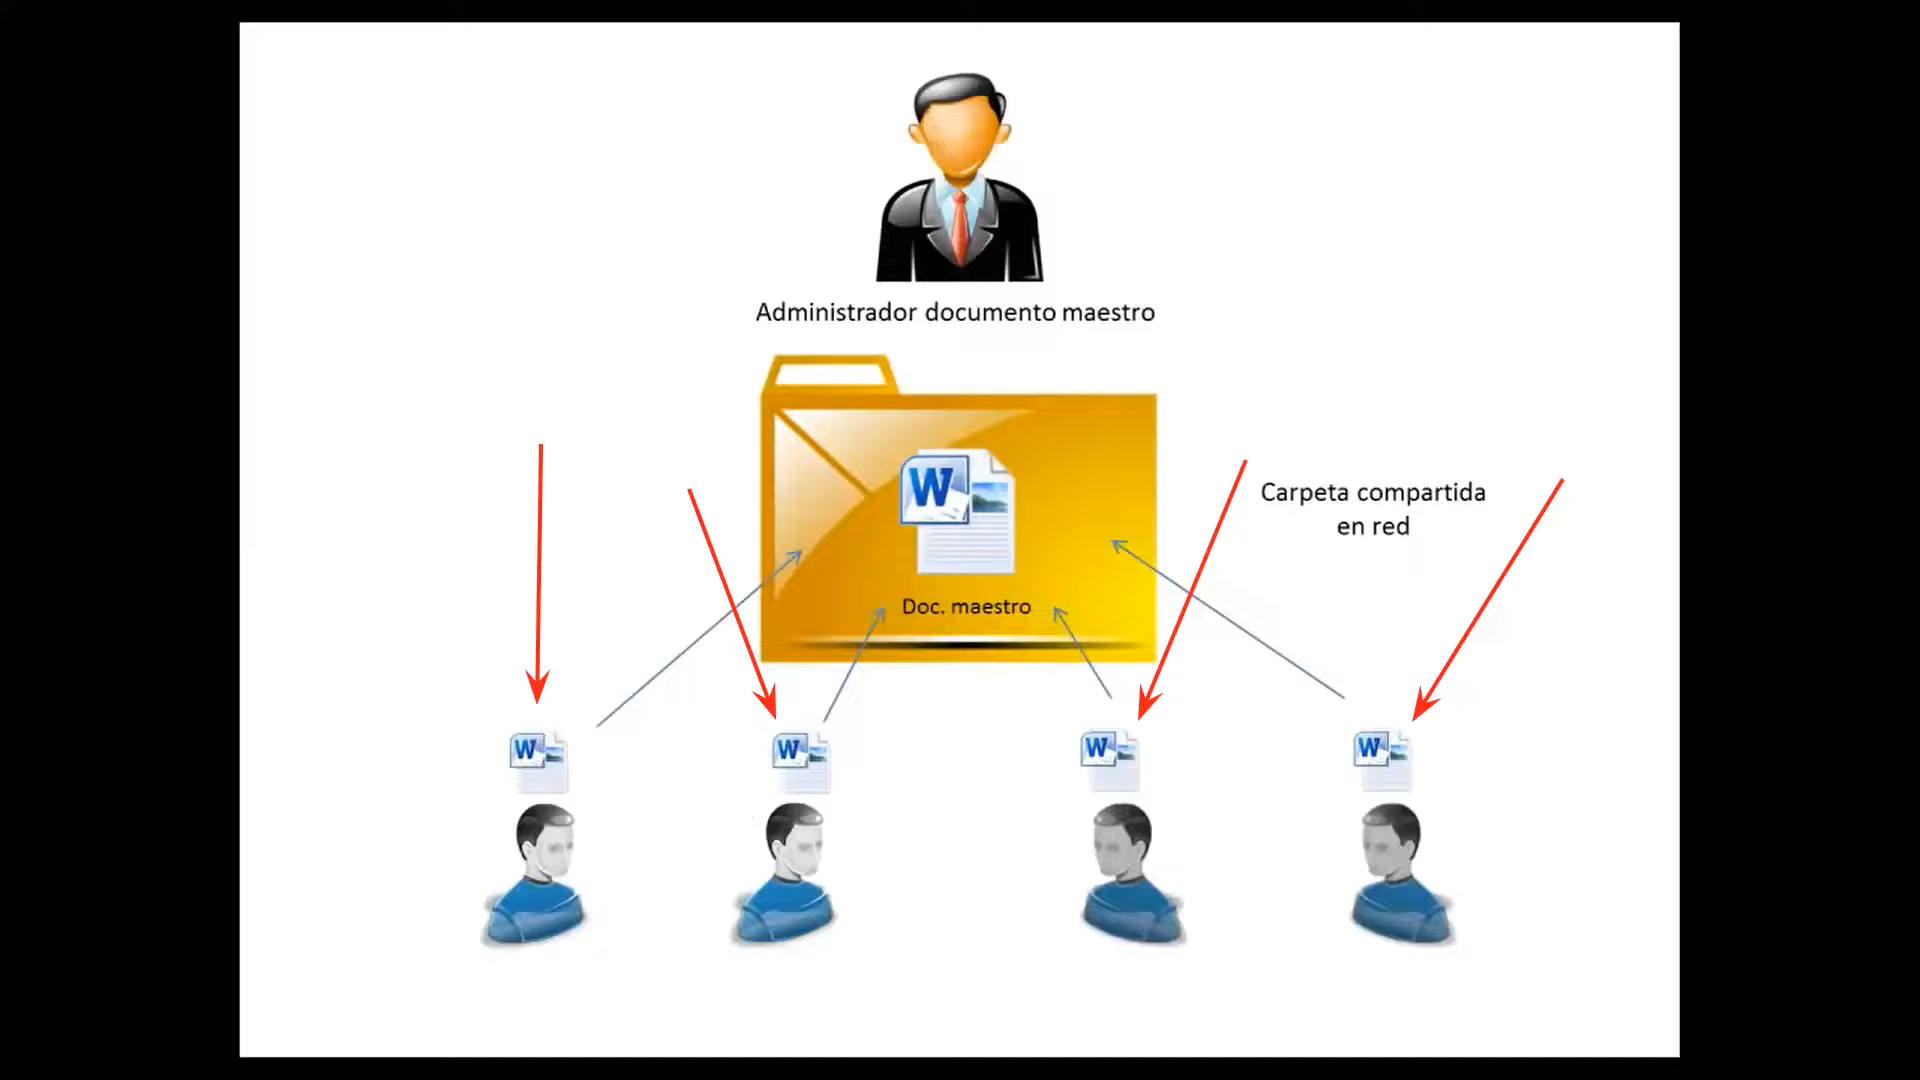 Administrador documento maestro
Carpeta compartida
en red
W
Doc. maestro
W
W
W
W